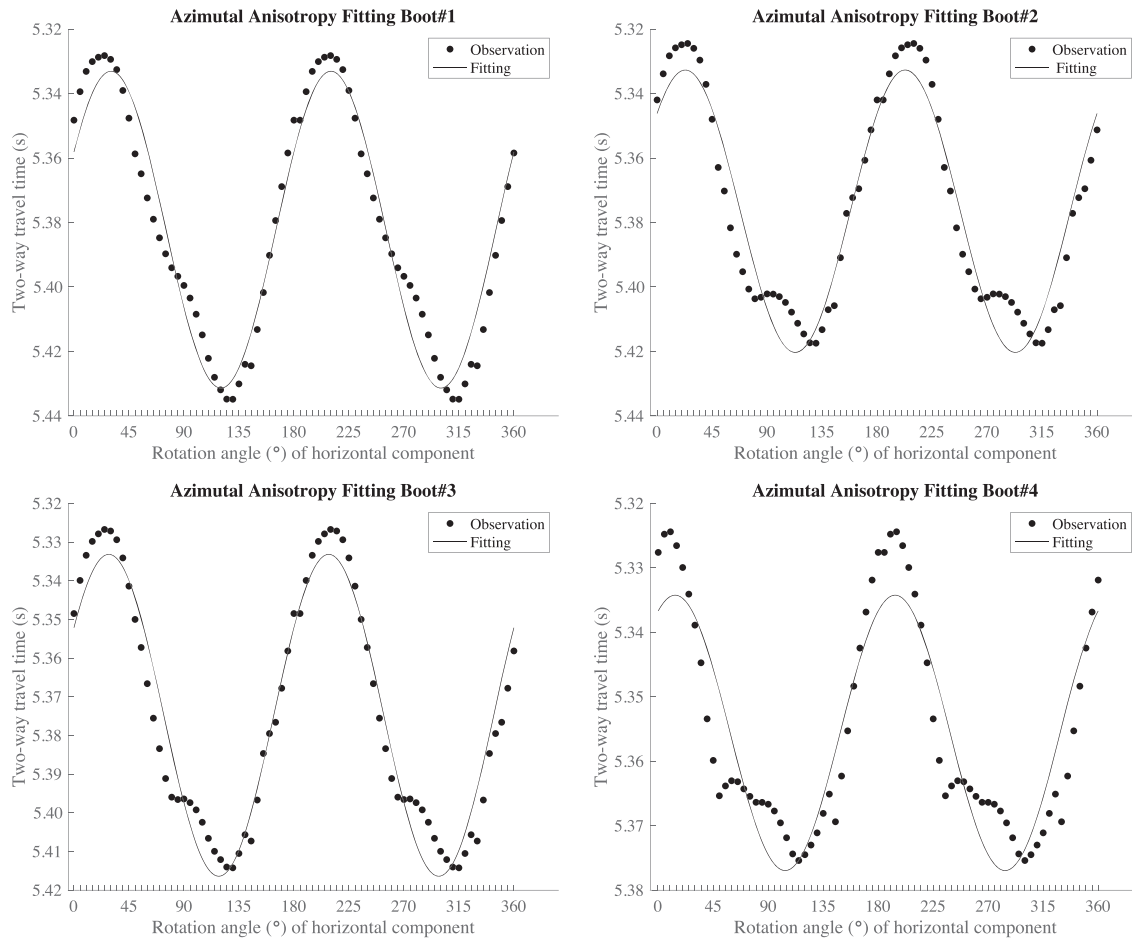 Azimutal Anisotropy Fitting Boot#1
Two-way travel time (s)
5.32
5.34
5.36
5.38
5.40
5.42
5.44
Observation
Fitting
0 45 90 135 180 225 270 315 360
Rotation angle (°) of horizontal component
Azimutal Anisotropy Fitting Boot#2
Two-way travel time (s)
5.32
5.34
5.36
5.38
5.40
5.42
5.44
Observation
Fitting
0 45 90 135 180 225 270 315 360
Rotation angle (°) of horizontal component
Azimutal Anisotropy Fitting Boot#3
Two-way travel time (s)
5.32
5.33
5.34
5.35
5.36
5.37
5.38
5.39
5.40
5.41
5.42
Observation
Fitting
0 45 90 135 180 225 270 315 360
Rotation angle (°) of horizontal component
Azimutal Anisotropy Fitting Boot#4
Two-way travel time (s)
5.32
5.33
5.34
5.35
5.36
5.37
5.38
Observation
Fitting
0 45 90 135 180 225 270 315 360
Rotation angle (°) of horizontal component